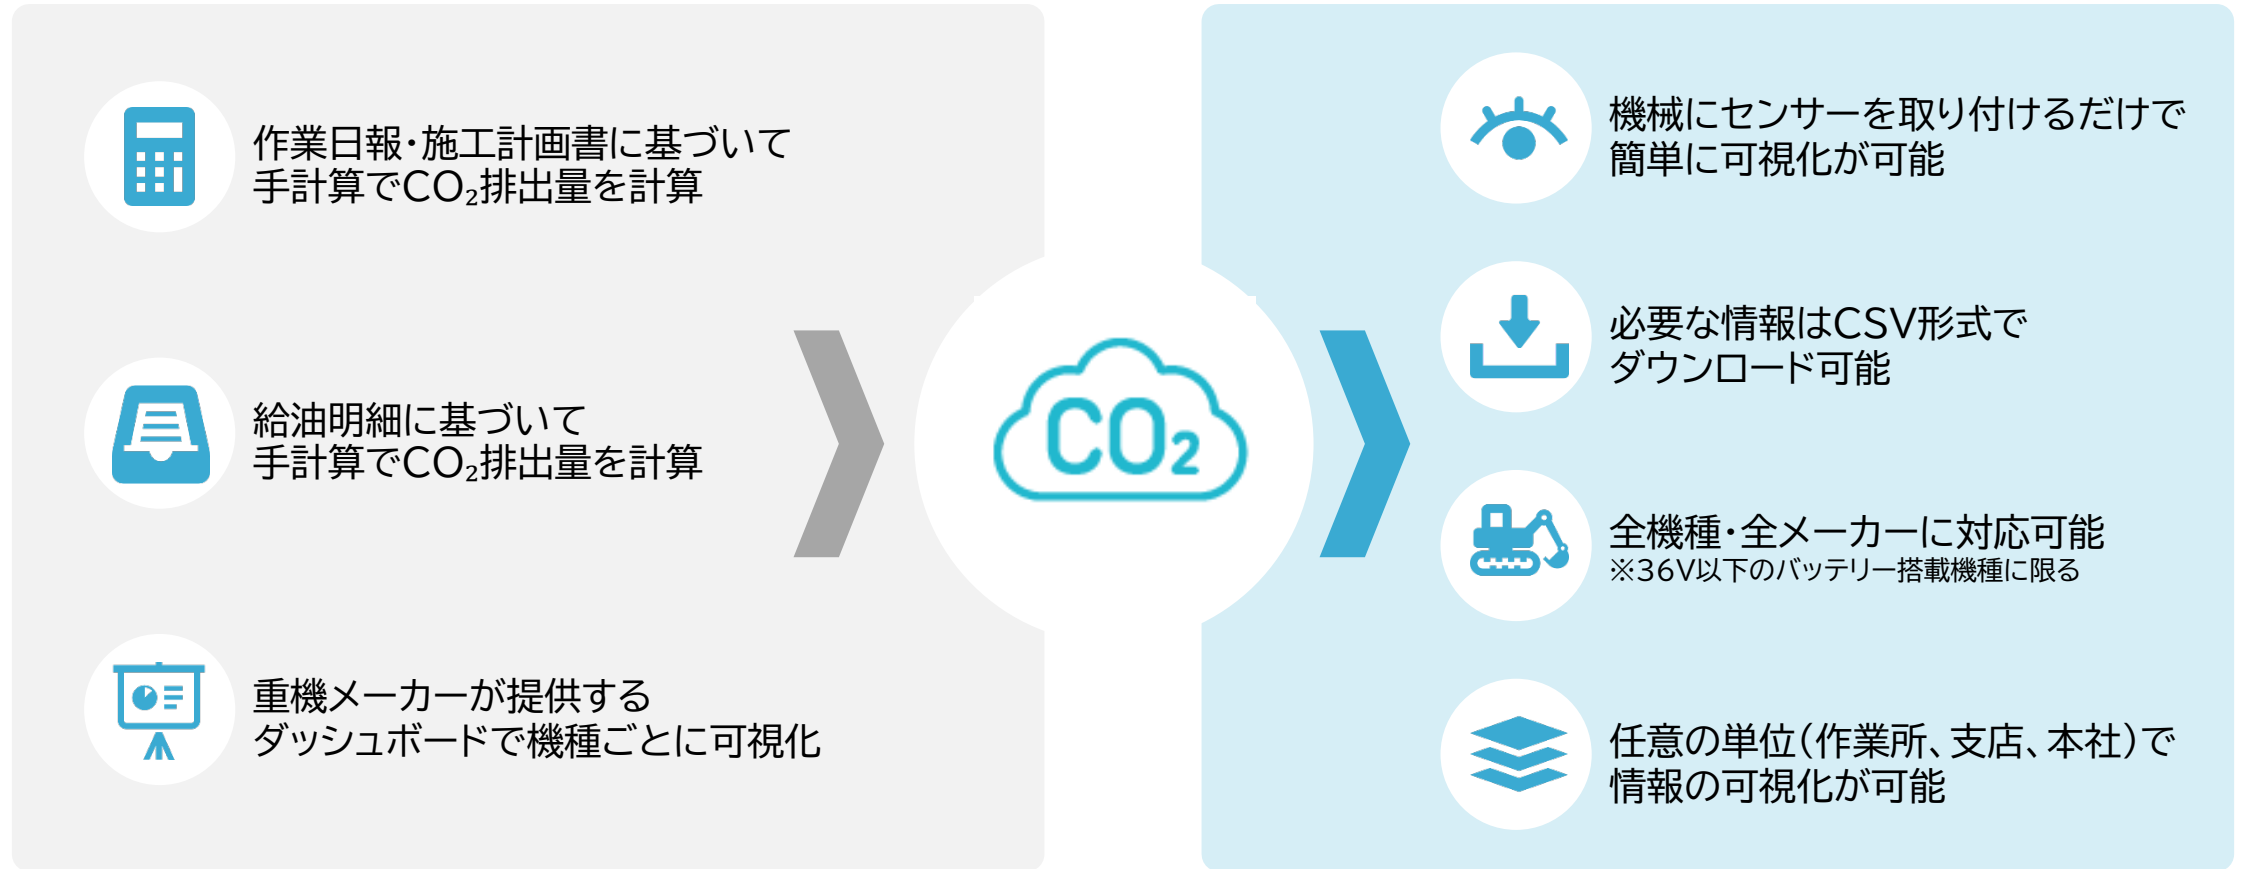 作業日報・施工計画書に基づいて
手計算でCO₂排出量を計算
給油明細に基づいて
手計算でCO₂排出量を計算
重機メーカーが提供する
ダッシュボードで機種ごとに可視化
CO₂
機械にセンサーを取り付けるだけで
簡単に可視化が可能
必要な情報はCSV形式で
ダウンロード可能
全機種・全メーカーに対応可能
※36V以下のバッテリー搭載機種に限る
任意の単位（作業所、支店、本社）で
情報の可視化が可能